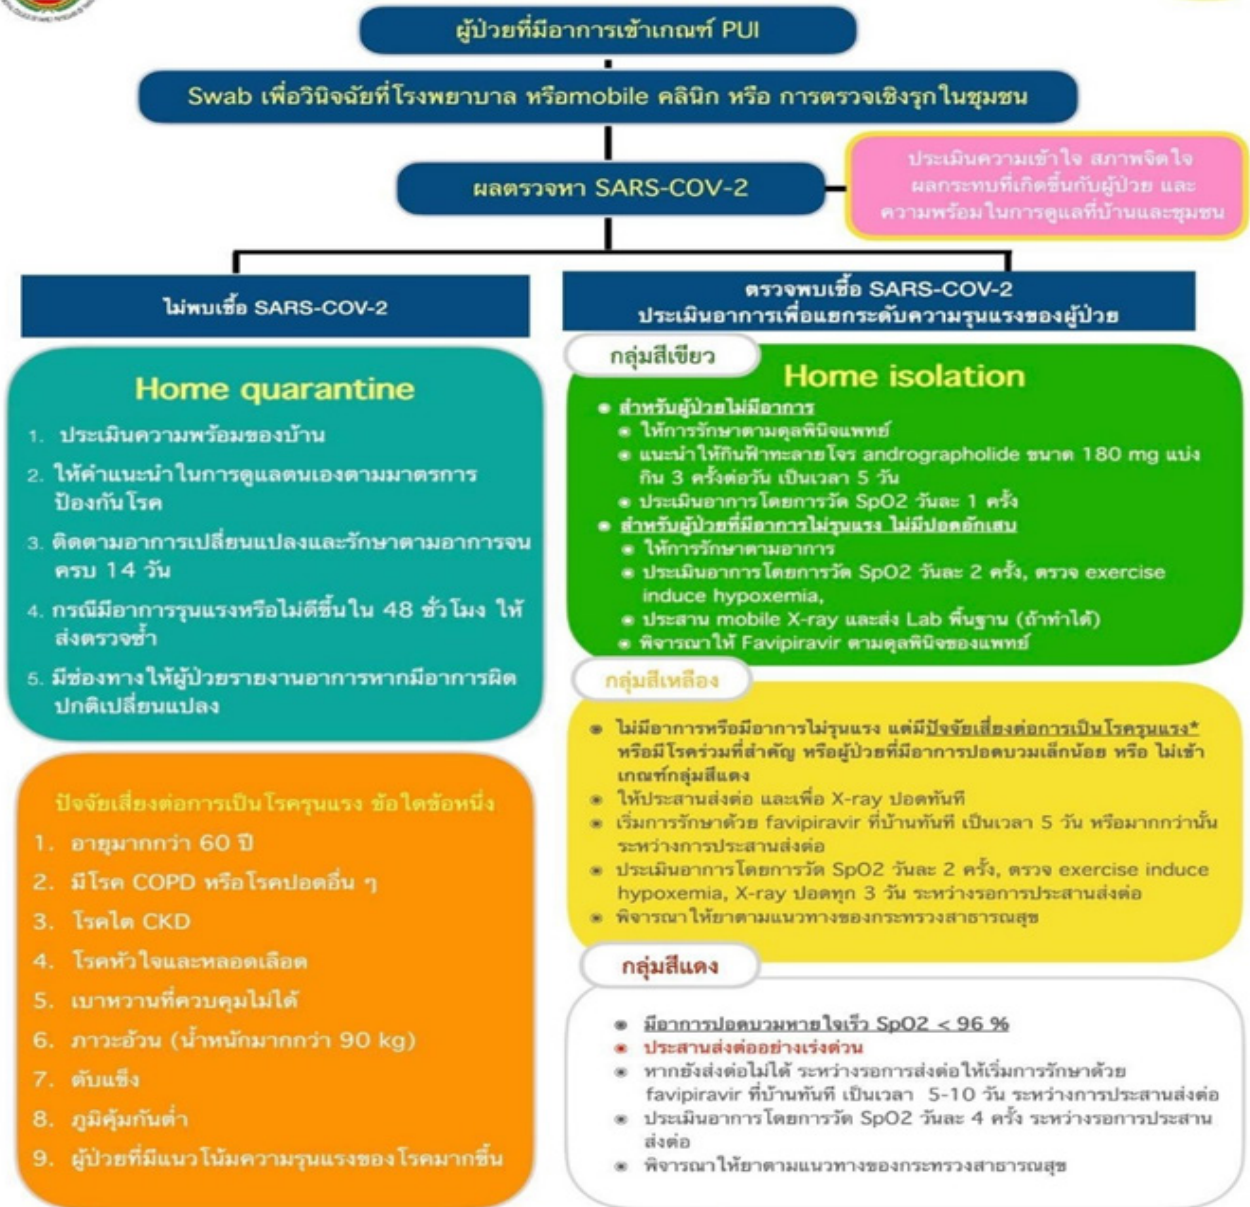 ผู้ป่วยที่มีอาการเข้าเกณฑ์ PUI
Swab เพื่อวินิจฉัยที่โรงพยาบาล หรือmobile คลินิก หรือ การตรวจเชิงรุกในชุมชน
ผลตรวจหา SARS-COV-2
ประเมินความเข้าใจ สภาพจิตใจ
ผลกระทบที่เกิดขึ้นกับผู้ป่วย และ
ความพร้อมในการดูแลที่บ้านและชุมชน
ไม่พบเชื้อ SARS-COV-2
Home quarantine
1. ประเมินความพร้อมของบ้าน
2. ให้คำแนะนำในการดูแลตนเองตามมาตรการ
ป้องกันโรค
3. ติดตามอาการเปลี่ยนแปลงและรักษาตามอาการจน
ครบ 14 วัน
4. กรณีมีอาการรุนแรงหรือไม่ดีขึ้นใน 48 ชั่วโมง ให้
ส่งตรวจซ้ำ
5. มีช่องทางให้ผู้ป่วยรายงานอาการหากมีอาการผิด
ปกติเปลี่ยนแปลง
ปัจจัยเสี่ยงต่อการเป็นโรครุนแรง ข้อใดข้อหนึ่ง
1. อายุมากกว่า 60 ปี
2. มีโรค COPD หรือโรคปอดอื่น ๆ
3. โรคไต CKD
4. โรคหัวใจและหลอดเลือด
5. เบาหวานที่ควบคุมไม่ได้
6. ภาวะอ้วน (น้ำหนักมากกว่า 90 kg)
7. ตับแข็ง
8. ภูมิคุ้มกันต่ำ
9. ผู้ป่วยที่มีแนวโน้มความรุนแรงของโรคมากขึ้น
ตรวจพบเชื้อ SARS-COV-2
ประเมินอาการเพื่อแยกระดับความรุนแรงของผู้ป่วย
กลุ่มสีเขียว
Home isolation
สำหรับผู้ป่วยไม่มีอาการ
ให้การรักษาตามดุลพินิจแพทย์
แนะนำให้กินฟ้าทะลายโจร andrographolide ขนาด 180 mg แบ่ง
กิน 3 ครั้งต่อวัน เป็นเวลา 5 วัน
ประเมินอาการโดยการวัด SpO2 วันละ 1 ครั้ง
สำหรับผู้ป่วยที่มีอาการไม่รุนแรง ไม่มีปอดอักเสบ
ให้การรักษาตามอาการ
ประเมินอาการโดยการวัด SpO2 วันละ 2 ครั้ง, ตรวจ exercise
induce hypoxemia,
ประสาน mobile X-ray และส่ง Lab พื้นฐาน (ถ้าทำได้)
พิจารณาให้ Favipiravir ตามดุลพินิจของแพทย์
กลุ่มสีเหลือง
ไม่มีอาการหรือมีอาการไม่รุนแรง แต่มีปัจจัยเสี่ยงต่อการเป็นโรครุนแรง*
หรือมีโรคร่วมที่สำคัญ หรือผู้ป่วยที่มีอาการปอดบวมเล็กน้อย หรือ ไม่เข้า
เกณฑ์กลุ่มสีแดง
ให้ประสานส่งต่อ และเพื่อ X-ray ปอดทันที
เริ่มการรักษาด้วย favipiravir ที่บ้านทันที เป็นเวลา 5 วัน หรือมากกว่านั้น
ระหว่างการประสานส่งต่อ
ประเมินอาการโดยการวัด SpO2 วันละ 2 ครั้ง, ตรวจ exercise induce
hypoxemia, X-ray ปอดทุก 3 วัน ระหว่างรอการประสานส่งต่อ
พิจารณาให้ยาตามแนวทางของกระทรวงสาธารณสุข
กลุ่มสีแดง
มีอาการปอดบวมหายใจเร็ว SpO2 < 96 %
ประสานส่งต่ออย่างเร่งด่วน
หากยังส่งต่อไม่ได้ ระหว่างรอการส่งต่อให้เริ่มการรักษาด้วย
favipiravir ที่บ้านทันที เป็นเวลา 5-10 วัน ระหว่างการประสานส่งต่อ
ประเมินอาการโดยการวัด SpO2 วันละ 4 ครั้ง ระหว่างรอการประสาน
ส่งต่อ
พิจารณาให้ยาตามแนวทางของกระทรวงสาธารณสุข